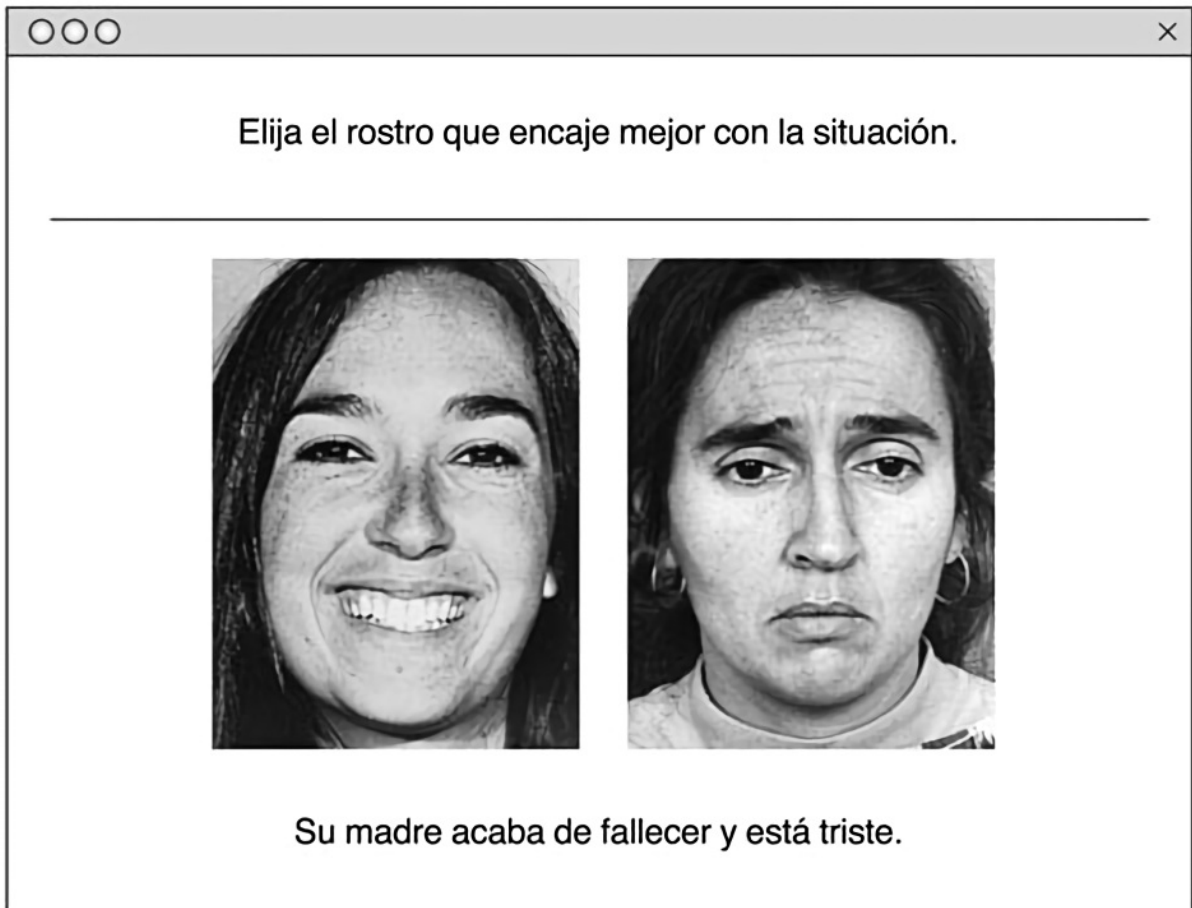 Elija el rostro que encaje mejor con la situación.
Su madre acaba de fallecer y está triste.